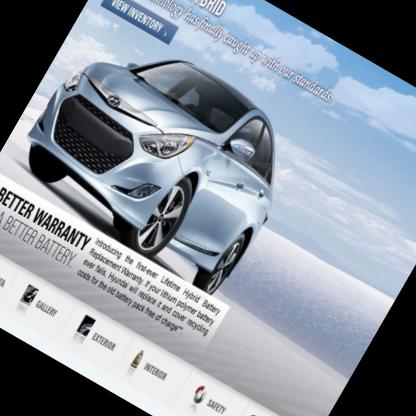 HYBRID
has finally caught up with our standards.
VIEW INVENTORY ›
BETTER WARRANTY
A BETTER BATTERY.
Introducing the first-ever Lifetime Hybrid Battery
Replacement Warranty. If your lithium polymer battery
ever fails, Hyundai will replace it and cover recycling
costs for the old battery pack free of charge**
GALLERY
EXTERIOR
INTERIOR
SAFETY